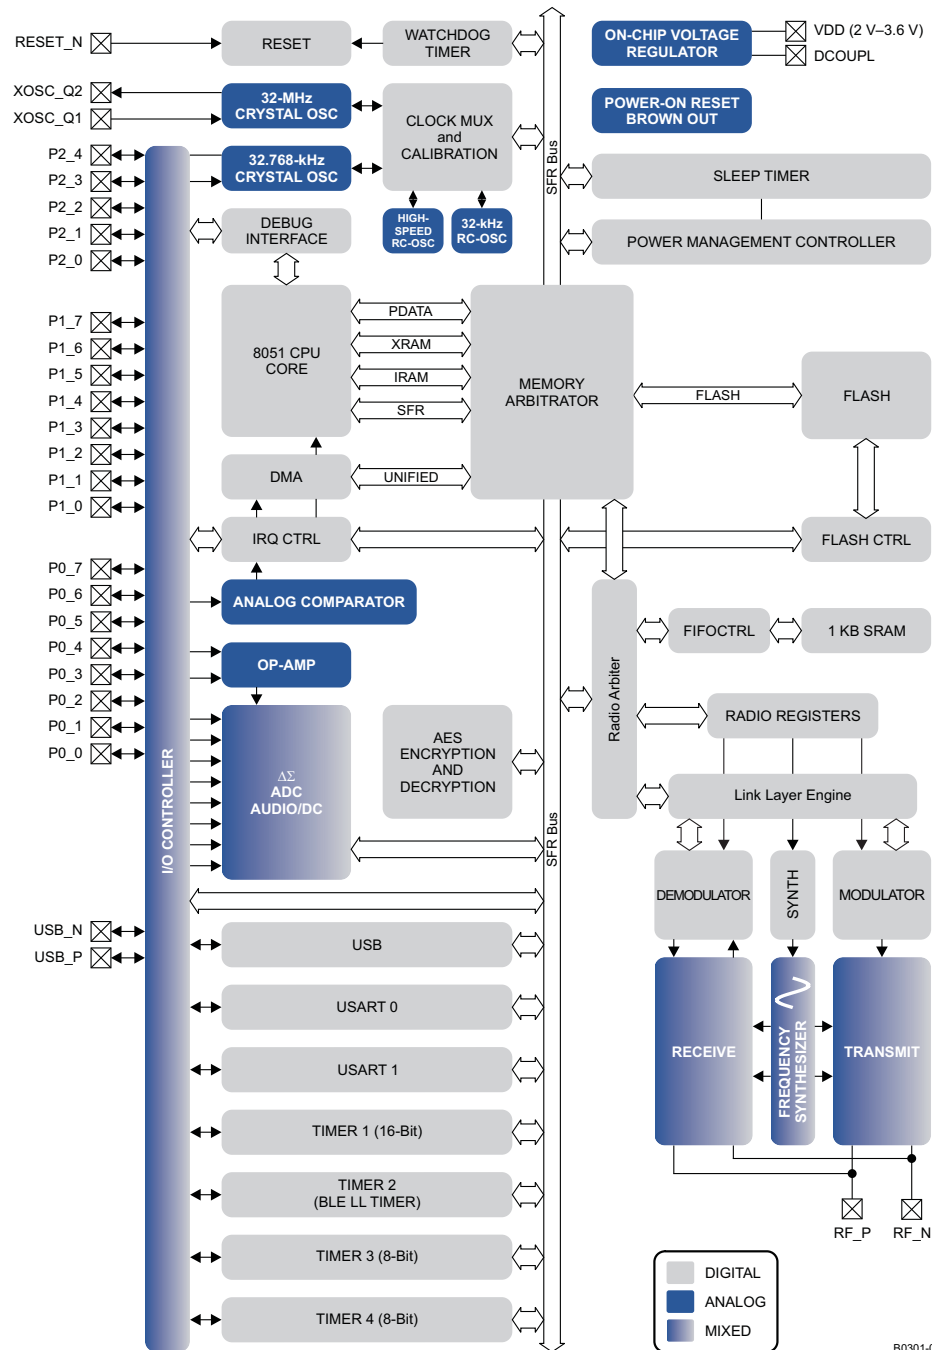 RESET_N
RESET
WATCHDOG
TIMER
ON-CHIP VOLTAGE
REGULATOR
VDD (2 V–3.6 V)
DCOUPL
XOSC_Q2
XOSC_Q1
32-MHz
CRYSTAL OSC
CLOCK MUX
and
CALIBRATION
POWER-ON RESET
BROWN OUT
SFR Bus
P2_4
P2_3
P2_2
P2_1
P2_0
32.768-kHz
CRYSTAL OSC
HIGH-
SPEED
RC-OSC
32-kHz
RC-OSC
SLEEP TIMER
POWER MANAGEMENT CONTROLLER
DEBUG
INTERFACE
P1_7
P1_6
P1_5
P1_4
P1_3
P1_2
P1_1
P1_0
8051 CPU
CORE
PDATA
XRAM
IRAM
SFR
MEMORY
ARBITRATOR
FLASH
FLASH
DMA
UNIFIED
IRQ CTRL
FLASH CTRL
P0_7
P0_6
P0_5
P0_4
P0_3
P0_2
P0_1
P0_0
ANALOG COMPARATOR
OP-AMP
Radio Arbiter
FIFOCTRL
1 KB SRAM
RADIO REGISTERS
Link Layer Engine
I/O CONTROLLER
ΔΣ
ADC
AUDIO/DC
AES
ENCRYPTION
AND
DECRYPTION
SFR Bus
DEMODULATOR
SYNTH
MODULATOR
USB_N
USB_P
USB
USART 0
USART 1
TIMER 1 (16-Bit)
TIMER 2
(BLE LL TIMER)
TIMER 3 (8-Bit)
TIMER 4 (8-Bit)
RECEIVE
FREQUENCY
SYNTHESIZER
TRANSMIT
RF_P
RF_N
DIGITAL
ANALOG
MIXED